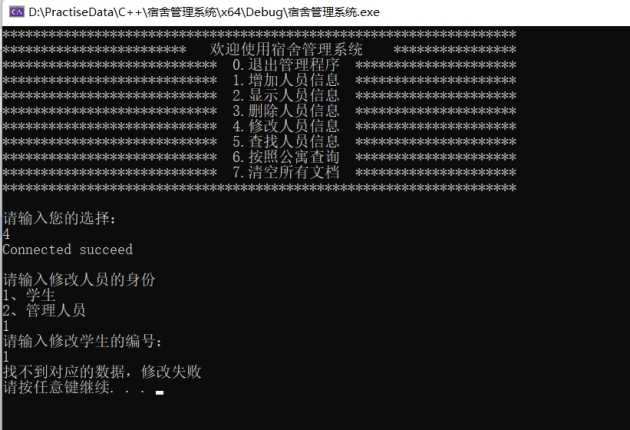 D:\PractiseData\C++\宿舍管理系统\x64\Debug\宿舍管理系统.exe
*******************************************************************
************************   欢迎使用宿舍管理系统    ****************
****************************  0.退出管理程序  *********************
****************************  1.增加人员信息  *********************
****************************  2.显示人员信息  *********************
****************************  3.删除人员信息  *********************
****************************  4.修改人员信息  *********************
****************************  5.查找人员信息  *********************
****************************  6.按照公寓查询  *********************
****************************  7.清空所有文档  *********************
*******************************************************************
请输入您的选择:
4
Connected succeed
请输入修改人员的身份
1、学生
2、管理人员
1
请输入修改学生的编号:
1
找不到对应的数据，修改失败
请按任意键继续. . .